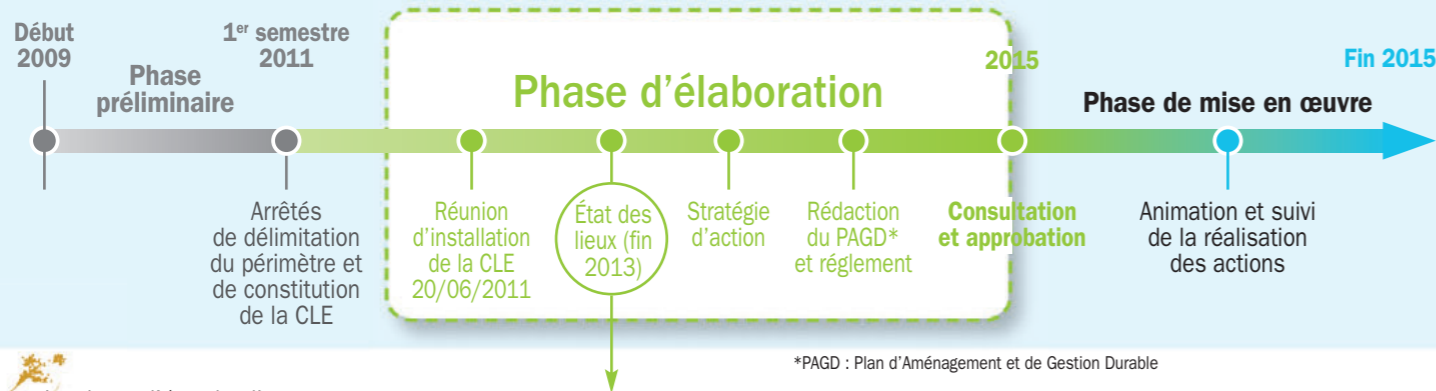 Début
2009
Phase
préliminaire
1er semestre
2011
Phase d'élaboration
2015
Phase de mise en œuvre
Fin 2015
Arrêtés
de délimitation
du périmètre et
de constitution
de la CLE
Réunion
d'installation
de la CLE
20/06/2011
État des
lieux (fin
2013)
Stratégie
d'action
Rédaction
du PAGD*
et réglement
Consultation
et approbation
Animation et suivi
de la réalisation
des actions
*PAGD : Plan d'Aménagement et de Gestion Durable